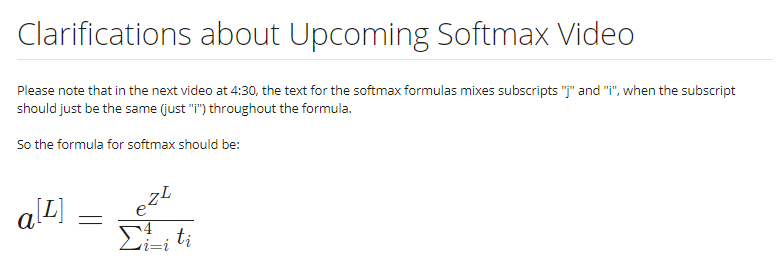 Clarifications about Upcoming Softmax Video
Please note that in the next video at 4:30, the text for the softmax formulas mixes subscripts "j" and "i", when the subscript
should just be the same (just "i") throughout the formula.
So the formula for softmax should be:
a^{[L]} = \frac{e^{Z^L}}{\sum_{i=i}^{4} t_i}